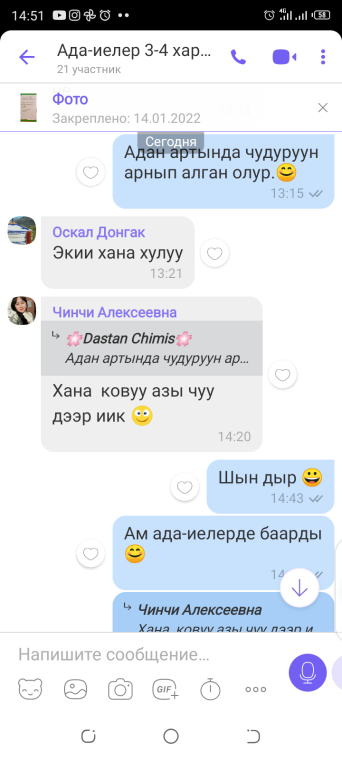 14:51
4G
58
Ада-иелер 3-4 хар...
21 участник
Фото
Закреплено: 14.01.2022
Сегодня
Адан артында чудуруун
арнып алган олур.😊
13:15
Оскал Донгак
Экии хана хулуу
13:21
Чинчи Алексеевна
🌸Dastan Chimis🌸
Адан артында чудуруун ар...
Хана ковуу азы чуу
дээр иик 🙄
14:20
Шын дыр 😀
14:43
Ам ада-иелерде баарды
😊
Чинчи Алексеевна
Хана ковуу азы чуу дээр и
Напишите сообщение...
GIF+